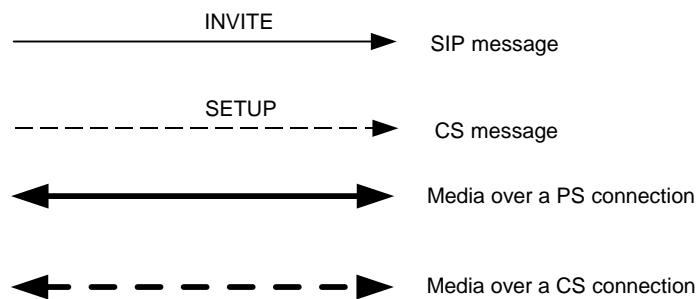 INVITE
SIP message
SETUP
CS message
Media over a PS connection
Media over a CS connection